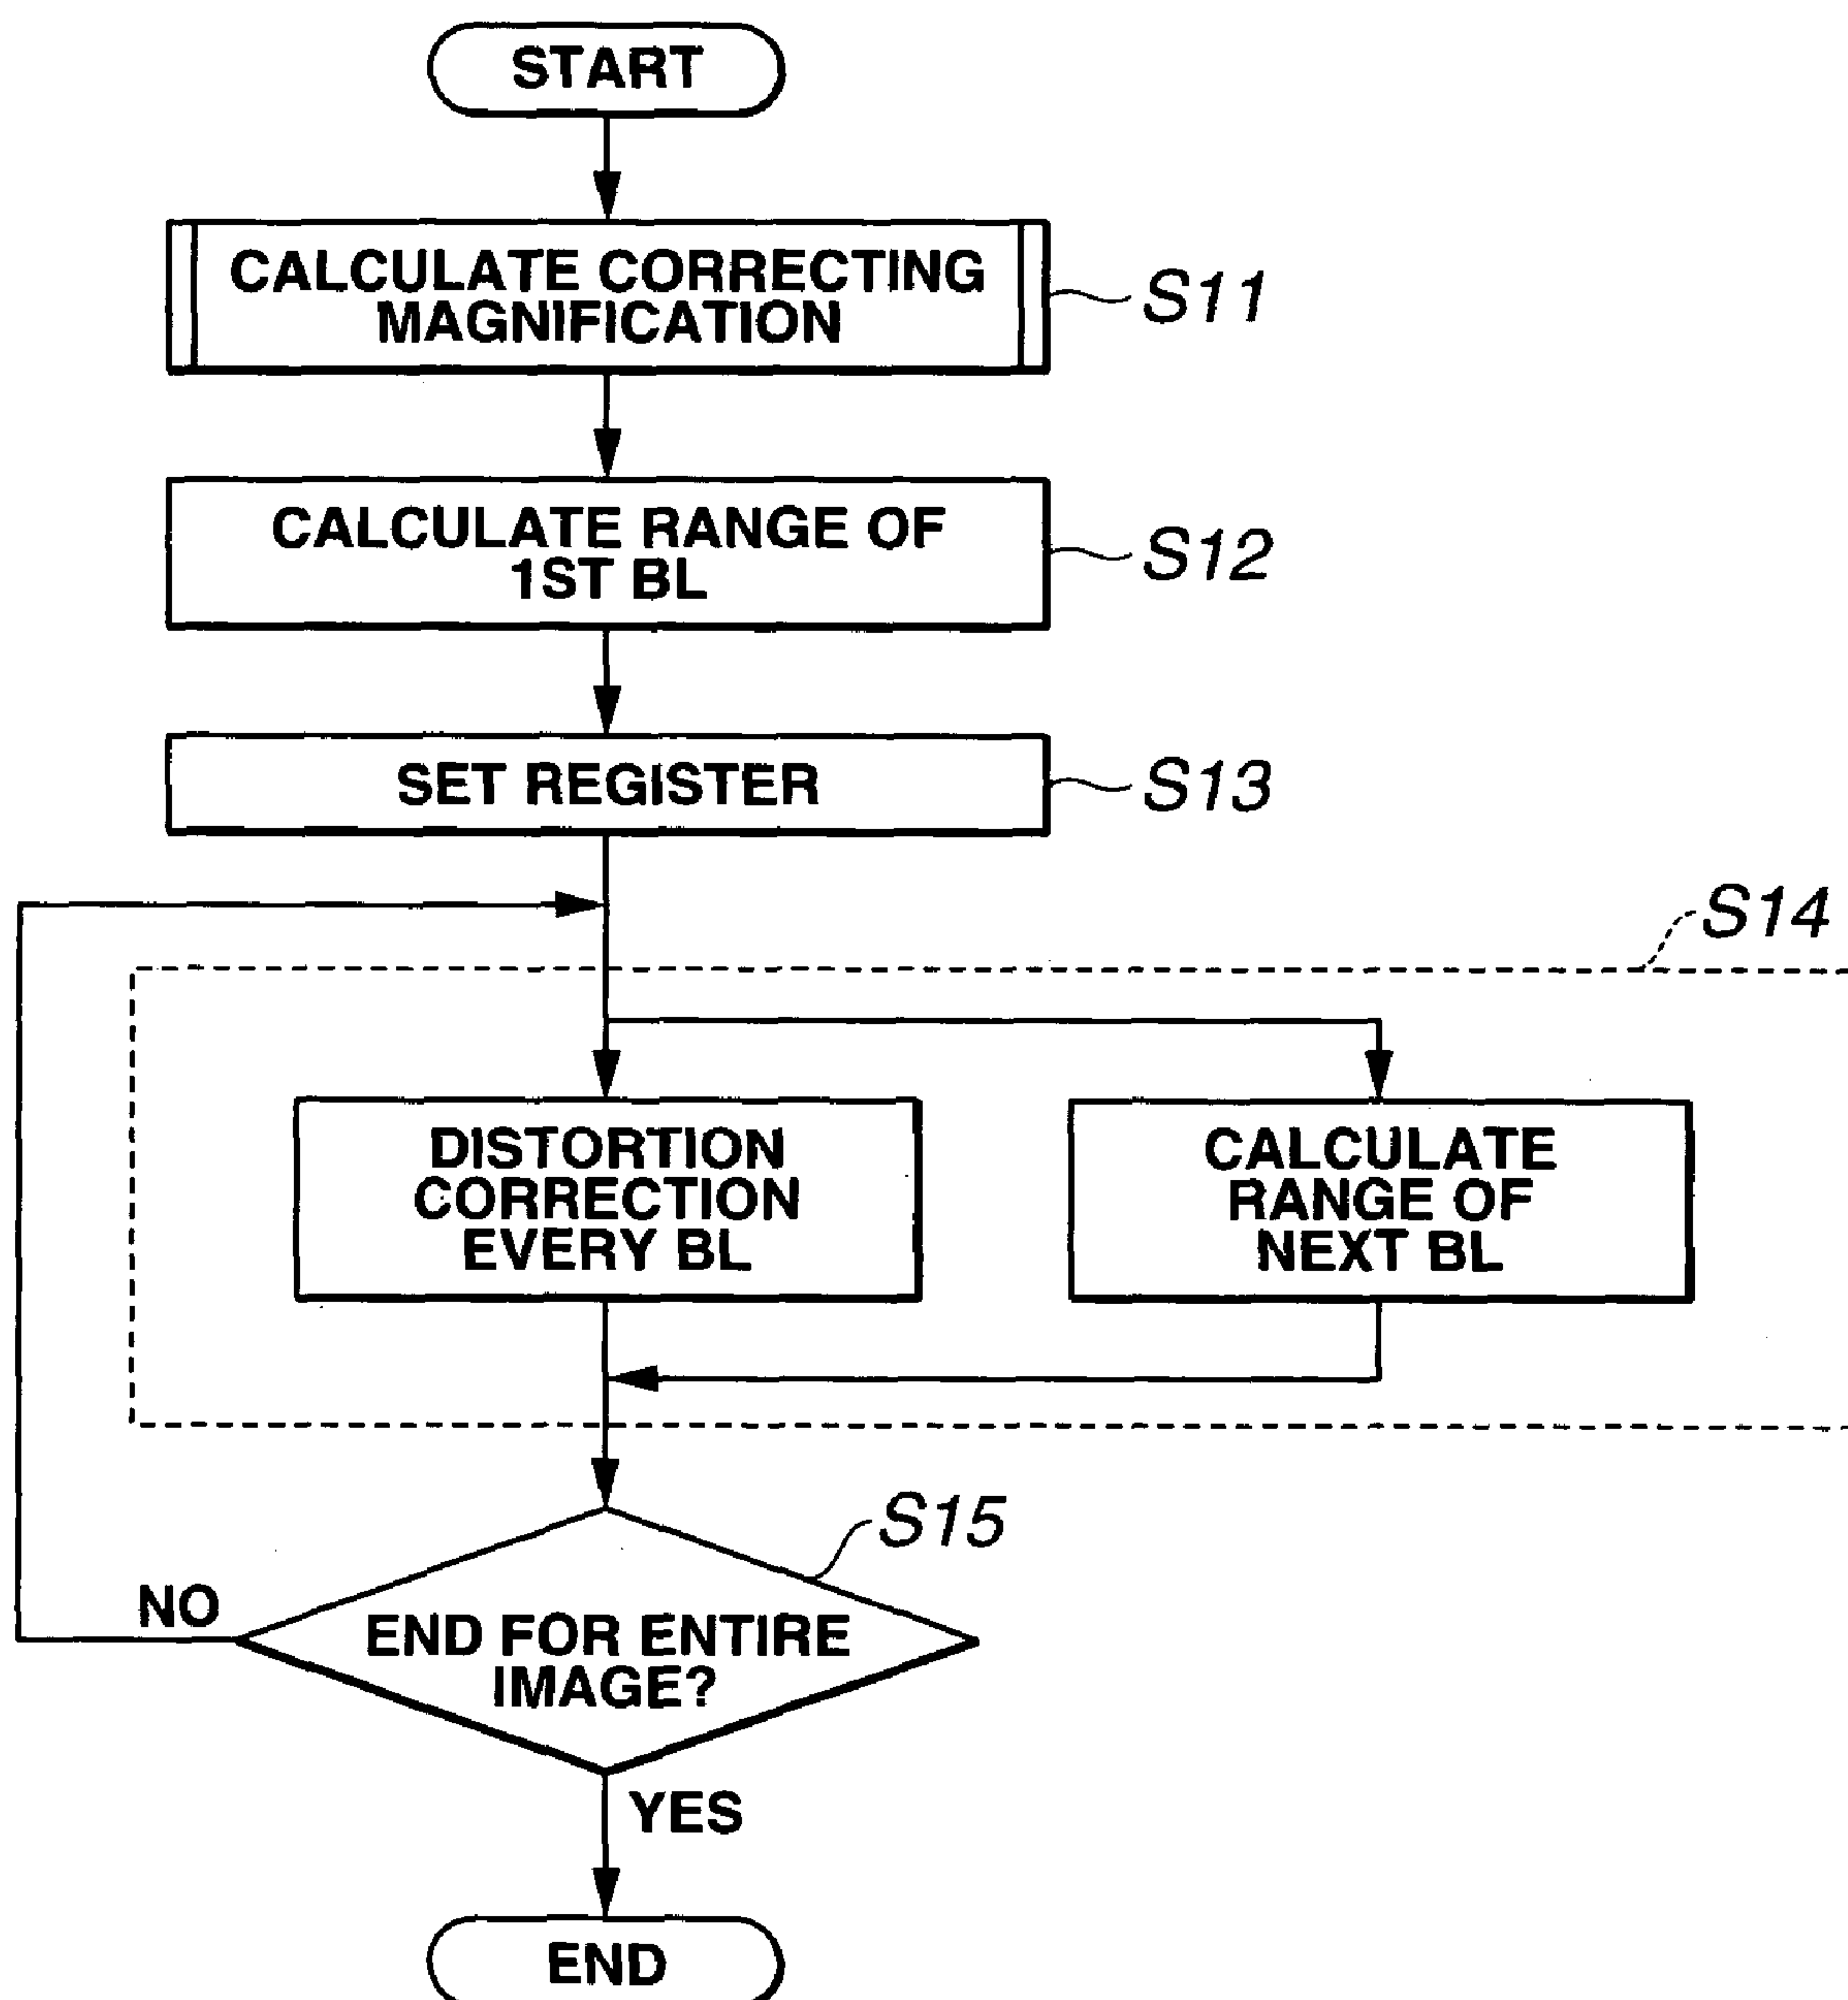 START
CALCULATE CORRECTING
MAGNIFICATION
S11
CALCULATE RANGE OF
1ST BL
S12
SET REGISTER
S13
S14
DISTORTION
CORRECTION
EVERY BL
CALCULATE
RANGE OF
NEXT BL
S15
NO
END FOR ENTIRE
IMAGE?
YES
END